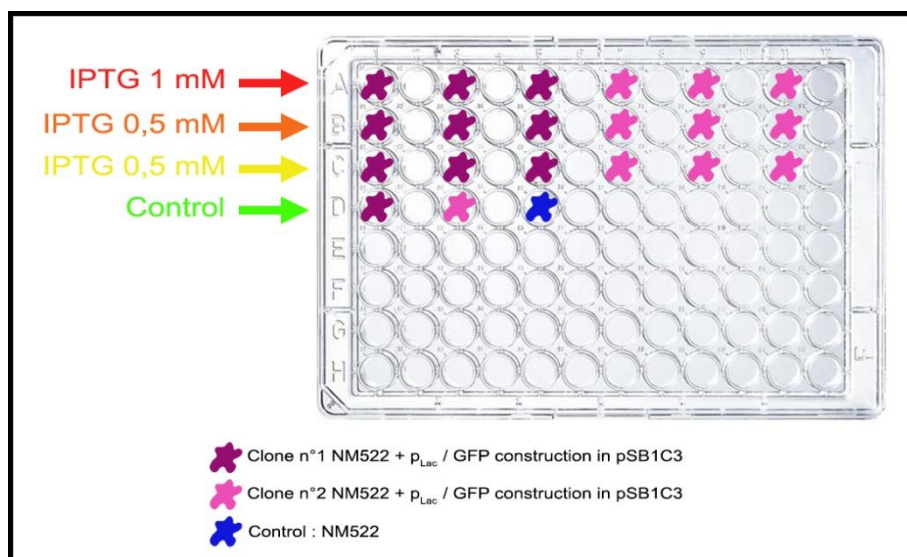 IPTG 1 mM
IPTG 0,5 mM
IPTG 0,5 mM
Control
A
B
C
D
E
F
G
H
Clone n°1 NM522 + pLac / GFP construction in pSB1C3
Clone n°2 NM522 + pLac / GFP construction in pSB1C3
Control : NM522